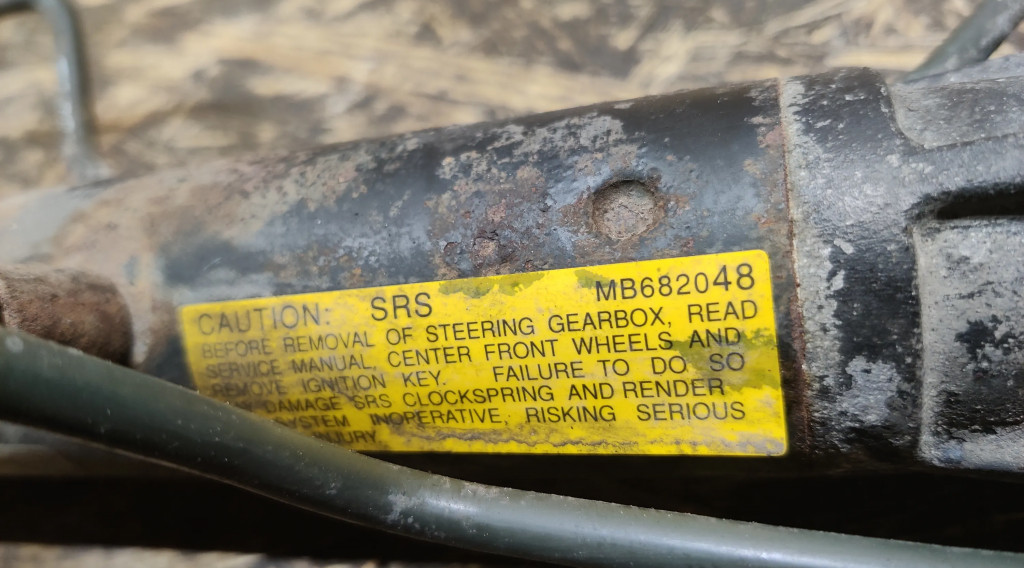 CAUTION: SRS MB682048
BEFORE REMOVAL OF STEERING GEARBOX, READ
SERVICE MANUAL, CENTER FRONT WHEELS AND
REMOVE IGNITION KEY. FAILURE TO DO SO
DAMAGE SRS CLOCKSPRING AND RENDER
SYSTEM INOPERATIVE, RISKING SERIOUS
INJURY